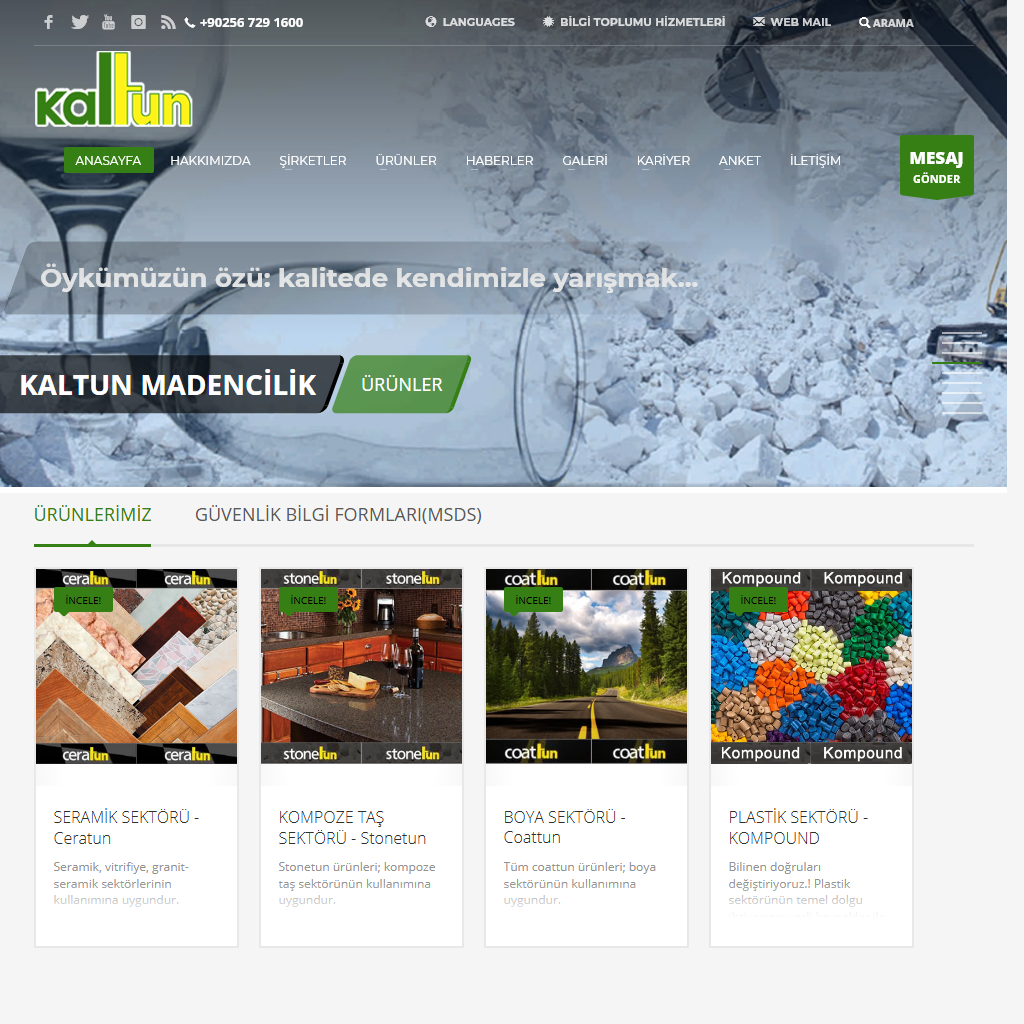 +90256 729 1600
LANGUAGES
BİLGİ TOPLUMU HİZMETLERİ
WEB MAIL
ARAMA
kaltun
ANASAYFA
HAKKIMIZDA
ŞİRKETLER
ÜRÜNLER
HABERLER
GALERİ
KARİYER
ANKET
İLETİŞİM
MESAJ
GÖNDER
Öykümüzün özü: kalitede kendimizle yarışmak...
KALTUN MADENCİLİK
ÜRÜNLER
ÜRÜNLERİMİZ
GÜVENLİK BİLGİ FORMLARI(MSDS)
ceratun ceratun
İNCELE!
ceratun ceratun
SERAMİK SEKTÖRÜ -
Ceratun
Seramik, vitrifiye, granit-
seramik sektörlerinin
kullanımına uygundur.
stonetun stonetun
İNCELE!
stonetun stonetun
KOMPOZE TAŞ
SEKTÖRÜ - Stonetun
Stonetun ürünleri; kompoze
taş sektörünün kullanımına
uygundur.
coattun coattun
İNCELE!
coattun coattun
BOYA SEKTÖRÜ -
Coattun
Tüm coattun ürünleri; boya
sektörünün kullanımına
uygundur.
Kompound Kompound
İNCELE!
Kompound Kompound
PLASTİK SEKTÖRÜ -
KOMPOUND
Bilinen doğruları
değiştiriyoruz.! Plastik
sektörünün temel dolgu